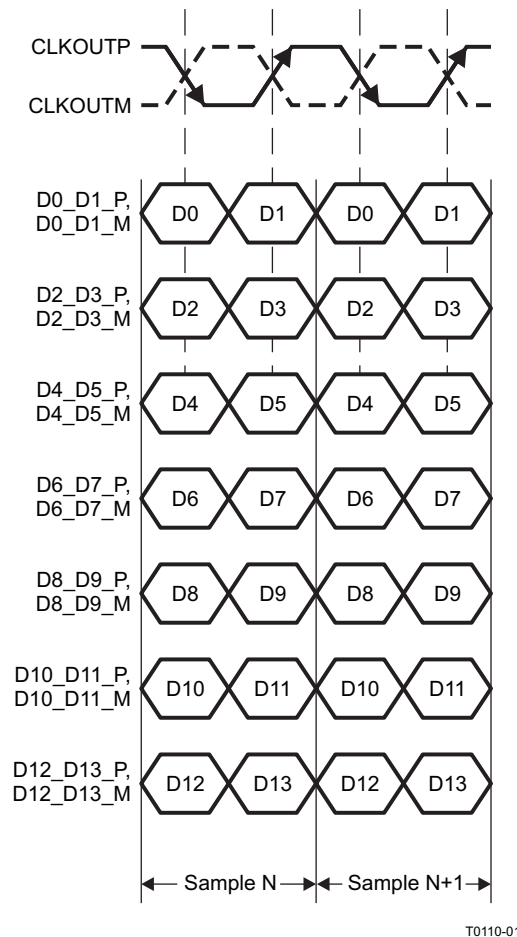 CLKOUTP
CLKOUTM
D0_D1_P,
D0_D1_M
D0 D1 D0 D1
D2_D3_P,
D2_D3_M
D2 D3 D2 D3
D4_D5_P,
D4_D5_M
D4 D5 D4 D5
D6_D7_P,
D6_D7_M
D6 D7 D6 D7
D8_D9_P,
D8_D9_M
D8 D9 D8 D9
D10_D11_P,
D10_D11_M
D10 D11 D10 D11
D12_D13_P,
D12_D13_M
D12 D13 D12 D13
Sample N Sample N+1
T0110-01